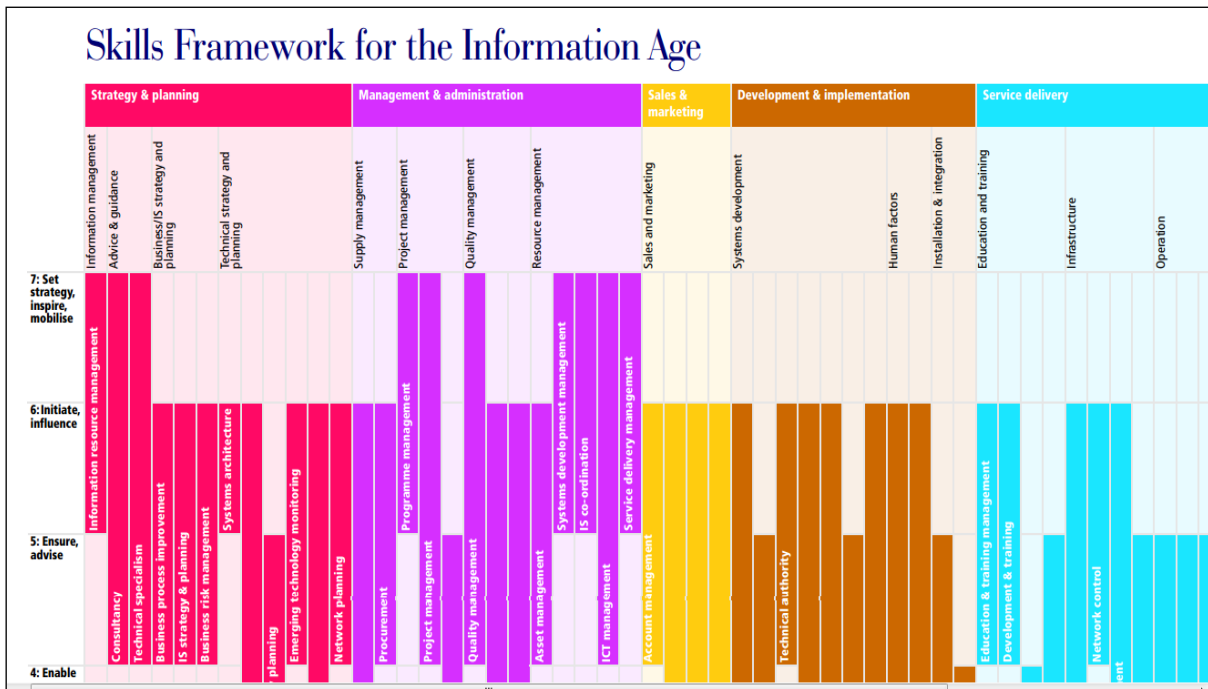 Skills Framework for the Information Age
Strategy & planning
Management & administration
Sales &
marketing
Development & implementation
Service delivery
Information management
Advice & guidance
Business/IS strategy and
planning
Technical strategy and
planning
Supply management
Project management
Quality management
Resource management
Sales and marketing
Systems development
Human factors
Installation & integration
Education and training
Infrastructure
Operation
7: Set
strategy,
inspire,
mobilise
6:Initiate,
influence
5: Ensure,
advise
4: Enable
Information resource management
Consultancy
Technical specialism
Business process improvement
IS strategy & planning
Business risk management
Systems architecture
planning
Emerging technology monitoring
Network planning
Procurement
Programme management
Project management
Quality management
Asset management
Systems development management
IS co-ordination
ICT management
Service delivery management
Account management
Technical authority
Education & training management
Development & training
Network control